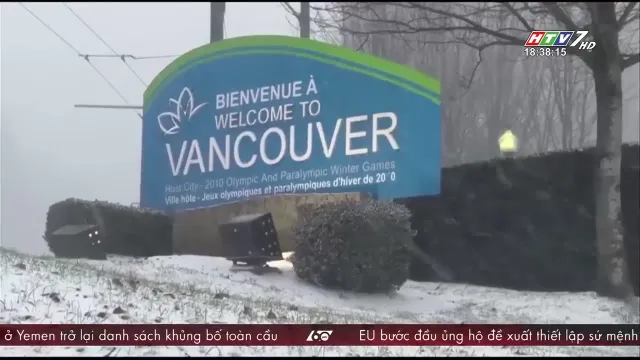 HTV7 HD
18:38:15
BIENVENUE À
WELCOME TO
VANCOUVER
Host City - 2010 Olympic And Paralympic Winter Games
Ville hôte - Jeux olympiques et paralympiques d'hiver de 2010
ở Yemen trở lại danh sách khủng bố toàn cầu EU bước đầu ủng hộ đề xuất thiết lập sứ mệnh